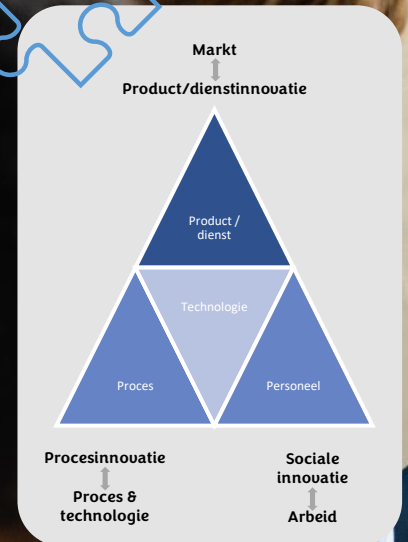 Markt
Product/dienstinnovatie
Product /
dienst
Technologie
Proces
Personeel
Procesinnovatie
Proces &
technologie
Sociale
innovatie
Arbeid